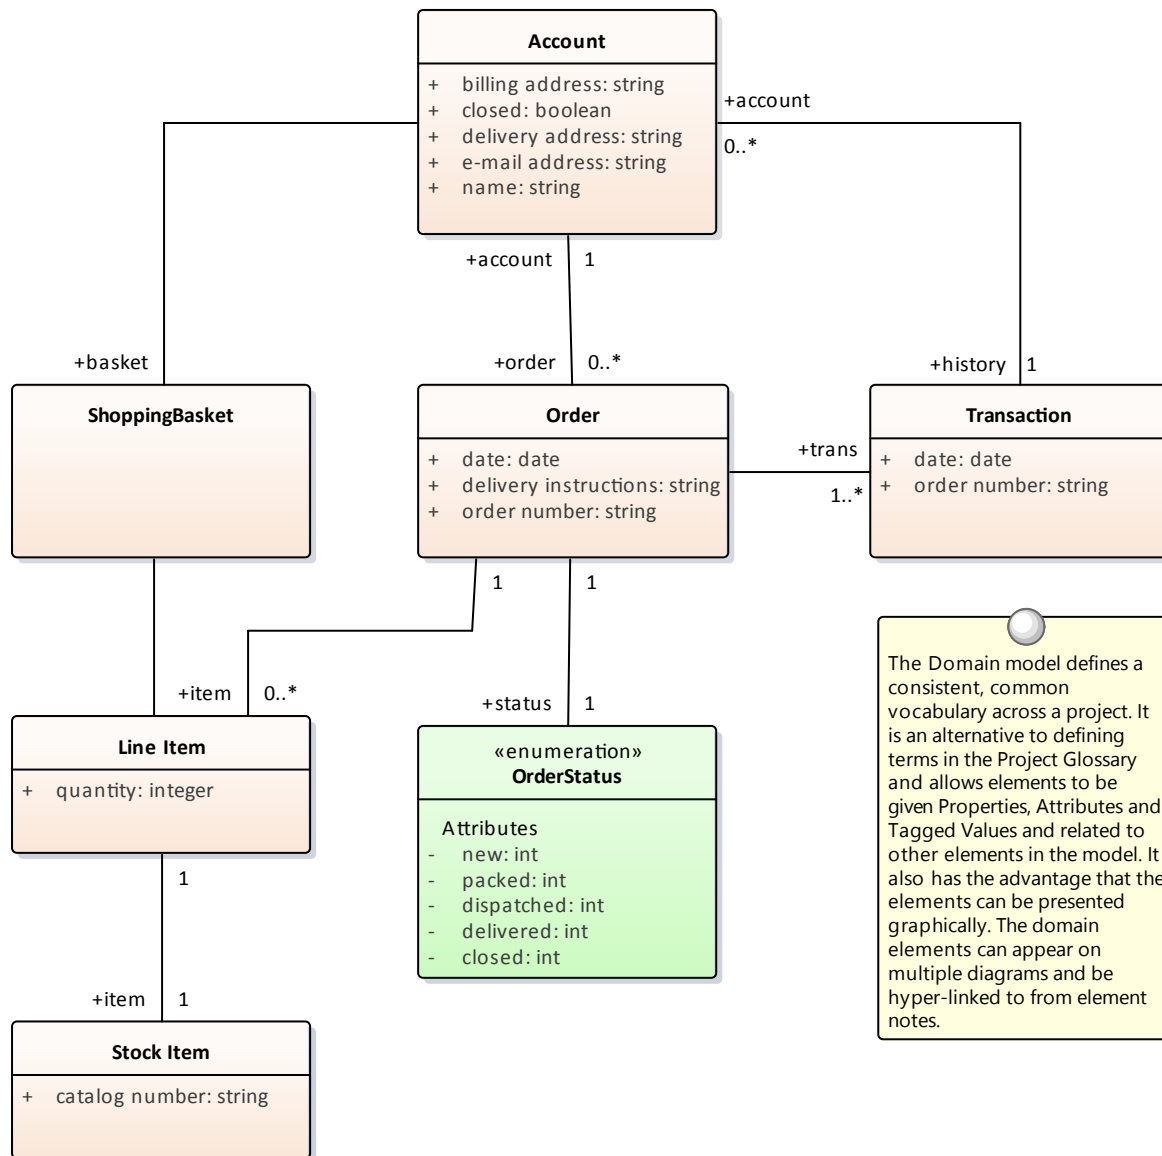 Account
+ billing address: string
+ closed: boolean
+ delivery address: string
+ e-mail address: string
+ name: string
+account
0..*
+account 1
+basket
+order 0..*
+history 1
ShoppingBasket
Order
+ date: date
+ delivery instructions: string
+ order number: string
+trans
1..*
Transaction
+ date: date
+ order number: string
1
1
+item 0..*
+status 1
Line Item
+ quantity: integer
«enumeration»
OrderStatus
Attributes
- new: int
- packed: int
- dispatched: int
- delivered: int
- closed: int
The Domain model defines a
consistent, common
vocabulary across a project. It
is an alternative to defining
terms in the Project Glossary
and allows elements to be
given Properties, Attributes and
Tagged Values and related to
other elements in the model. It
also has the advantage that the
elements can be presented
graphically. The domain
elements can appear on
multiple diagrams and be
hyper-linked to from element
notes.
1
+item 1
Stock Item
+ catalog number: string